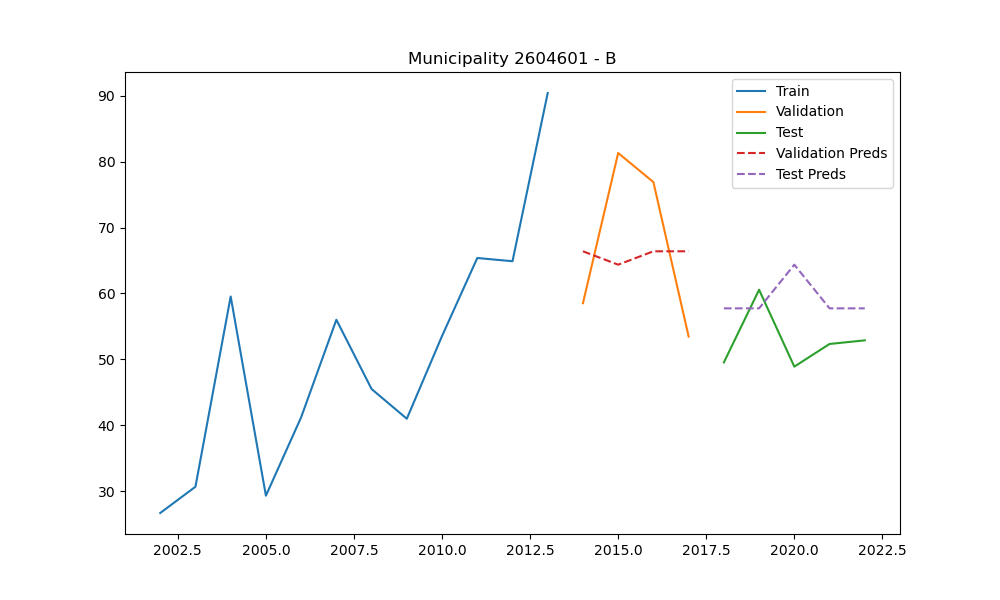 Municipality 2604601 - B
90
80
70
60
50
40
30
2002.5 2005.0 2007.5 2010.0 2012.5 2015.0 2017.5 2020.0 2022.5
Train
Validation
Test
Validation Preds
Test Preds